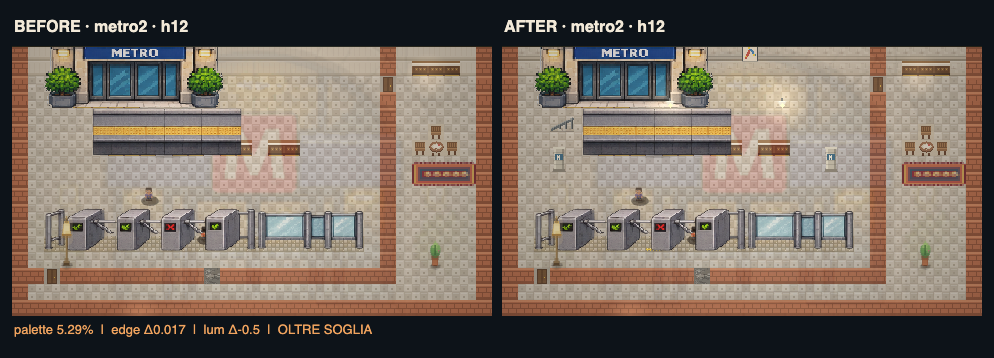 BEFORE · metro2 · h12
AFTER · metro2 · h12
METRO
METRO
M
M
palette 5.29% | edge Δ0.017 | lum Δ-0.5 | OLTRE SOGLIA